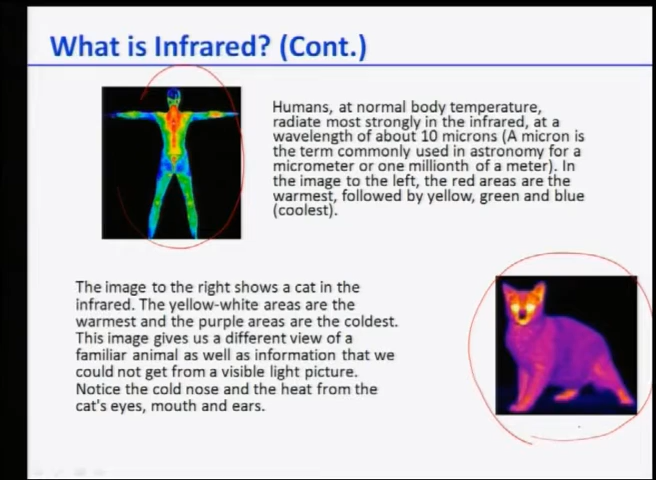 What is Infrared? (Cont.)
Humans, at normal body temperature,
radiate most strongly in the infrared, at a
wavelength of about 10 microns (A micron is
the term commonly used in astronomy for a
micrometer or one millionth of a meter). In
the image to the left, the red areas are the
warmest, followed by yellow, green and blue
(coolest).
The image to the right shows a cat in the
infrared. The yellow-white areas are the
warmest and the purple areas are the coldest.
This image gives us a different view of a
familiar animal as well as information that we
could not get from a visible light picture.
Notice the cold nose and the heat from the
cat's eyes, mouth and ears.